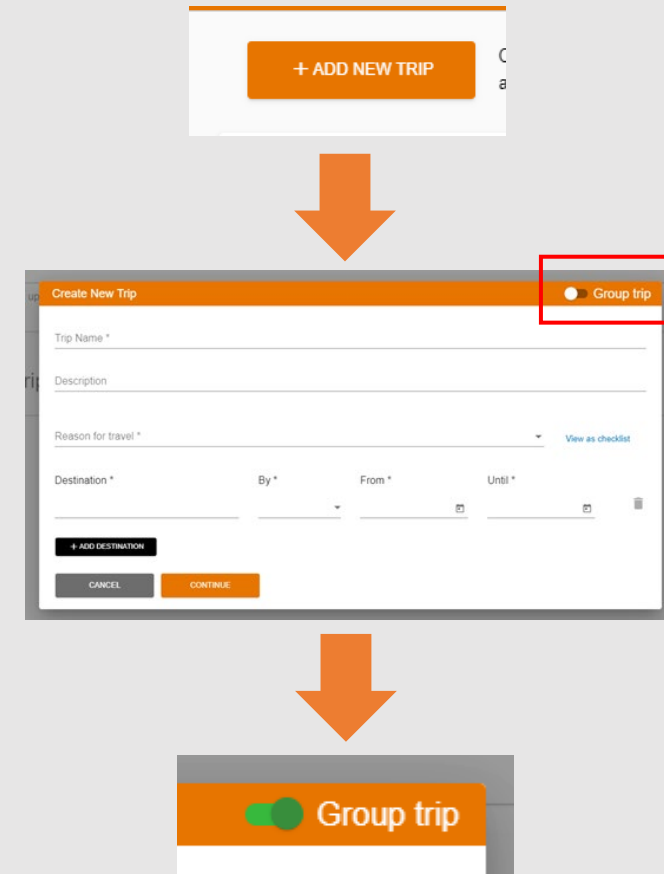 + ADD NEW TRIP
Create New Trip
Group trip
Trip Name *
Description
Reason for travel *
View as checklist
Destination *
By *
From *
Until *
+ ADD DESTINATION
CANCEL
CONTINUE
Group trip